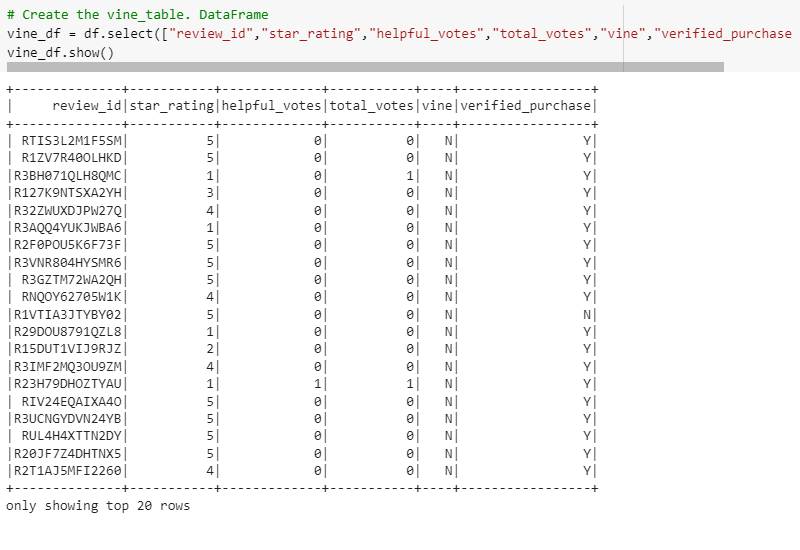 # Create the vine_table. DataFrame
vine_df = df.select(["review_id","star_rating","helpful_votes","total_votes","vine","verified_purchase
vine_df.show()
+--------------+-----------+-------------+-----------+----+-----------------+
|     review_id|star_rating|helpful_votes|total_votes|vine|verified_purchase|
+--------------+-----------+-------------+-----------+----+-----------------+
| RTIS3L2M1F5SM|          5|            0|          0|   N|                Y|
| R1ZV7R40OLHKD|          5|            0|          0|   N|                Y|
|R3BH071QLH8QMC|          1|            0|          1|   N|                Y|
|R127K9NTSXA2YH|          3|            0|          0|   N|                Y|
|R32ZWUXDJPW27Q|          4|            0|          0|   N|                Y|
|R3AQQ4YUKJWBA6|          1|            0|          0|   N|                Y|
|R2F0POU5K6F73F|          5|            0|          0|   N|                Y|
|R3VNR804HYSMR6|          5|            0|          0|   N|                Y|
| R3GZTM72WA2QH|          5|            0|          0|   N|                Y|
| RNQOY62705W1K|          4|            0|          0|   N|                Y|
|R1VTIA3JTYBY02|          5|            0|          0|   N|                N|
|R29DOU8791QZL8|          1|            0|          0|   N|                Y|
|R15DUT1VIJ9RJZ|          2|            0|          0|   N|                Y|
|R3IMF2MQ3OU9ZM|          4|            0|          0|   N|                Y|
|R23H79DHOZTYAU|          1|            1|          1|   N|                Y|
| RIV24EQAIXA4O|          5|            0|          0|   N|                Y|
|R3UCNGYDVN24YB|          5|            0|          0|   N|                Y|
| RUL4H4XTTN2DY|          5|            0|          0|   N|                Y|
|R20JF7Z4DHTNX5|          5|            0|          0|   N|                Y|
|R2T1AJ5MFI2260|          4|            0|          0|   N|                Y|
+--------------+-----------+-------------+-----------+----+-----------------+
only showing top 20 rows